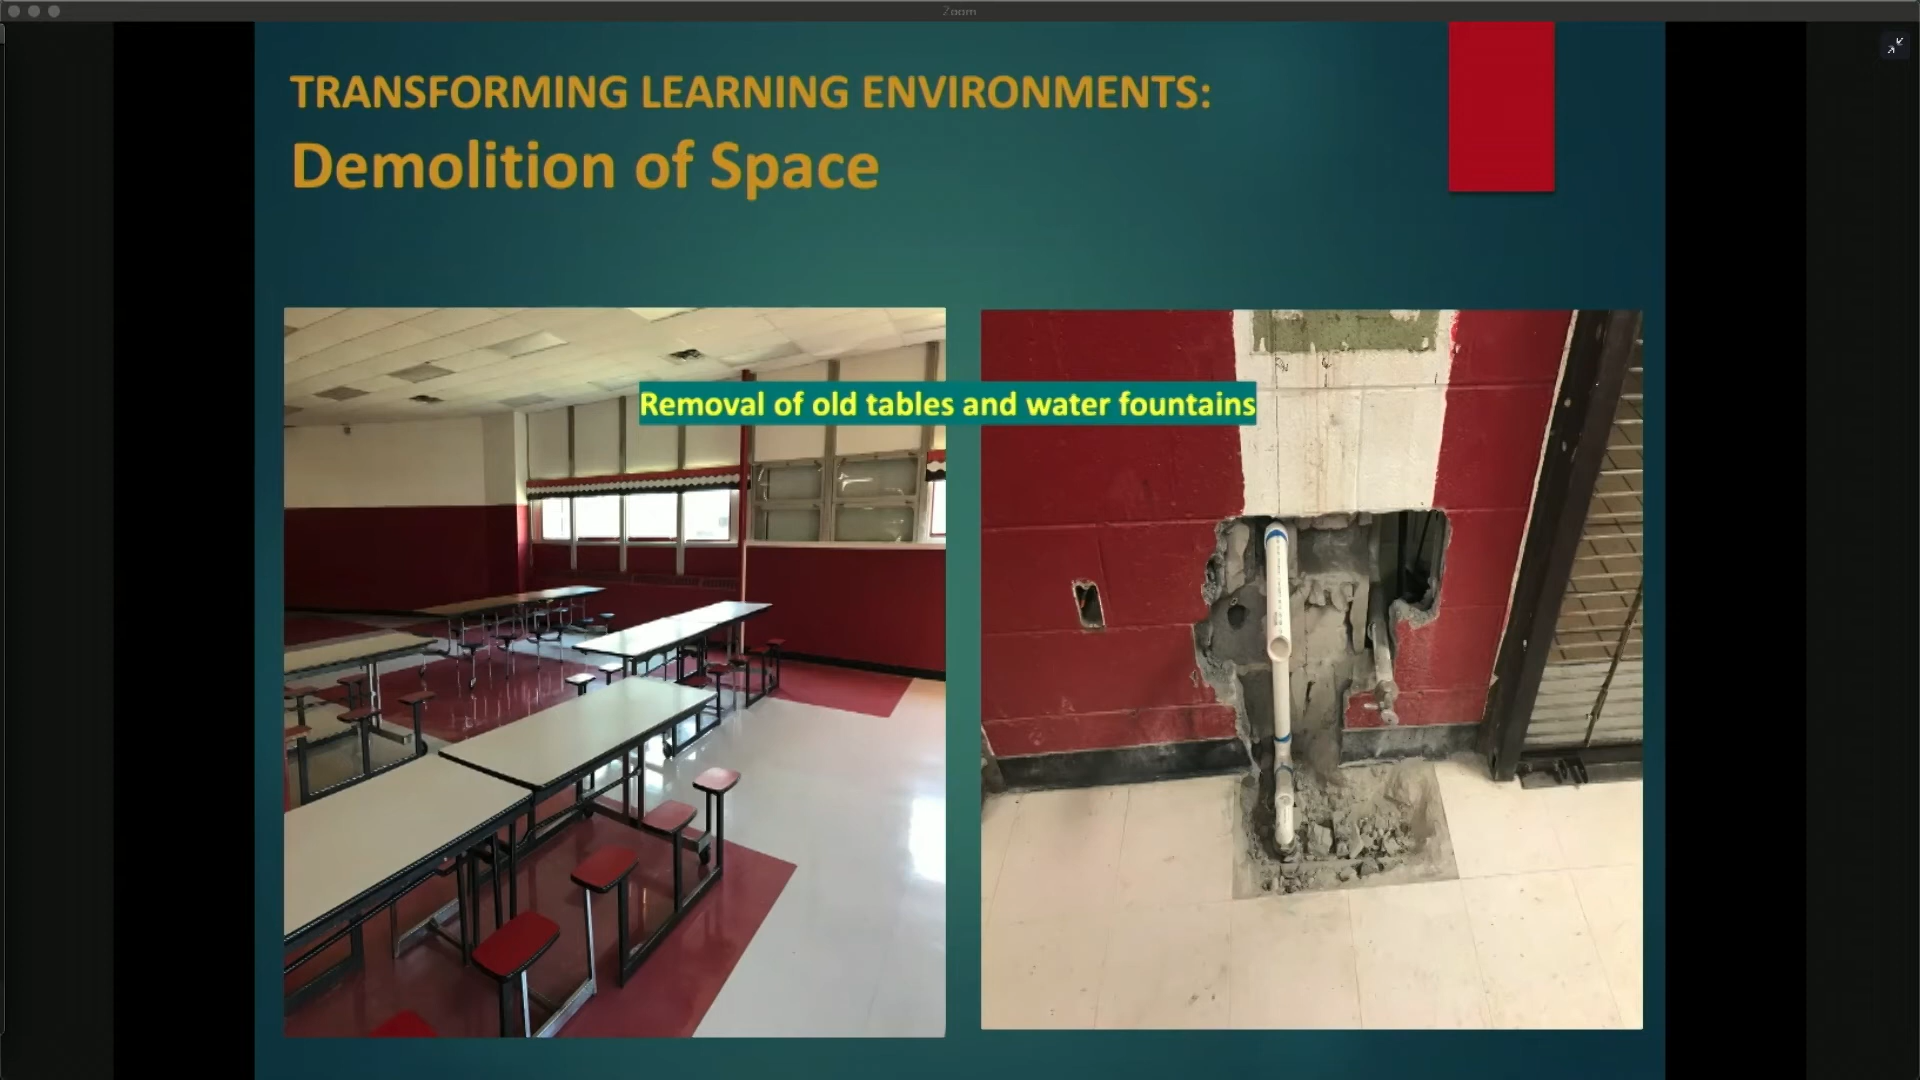 Zoom
TRANSFORMING LEARNING ENVIRONMENTS:
Demolition of Space
Removal of old tables and water fountains